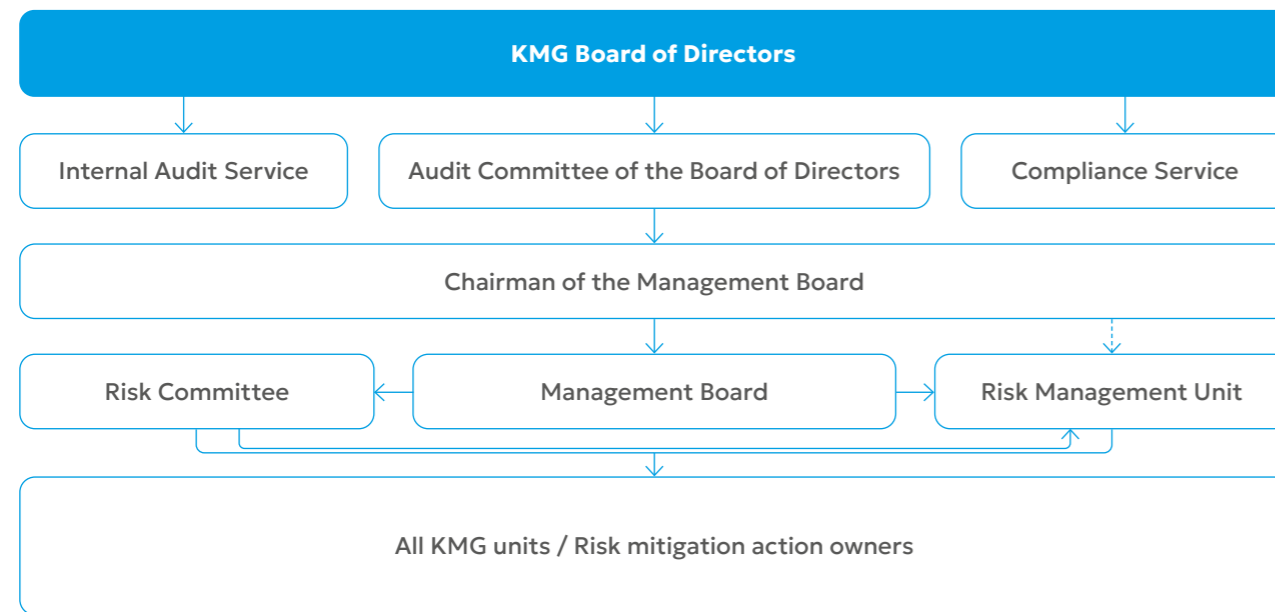 KMG Board of Directors
Internal Audit Service
Audit Committee of the Board of Directors
Compliance Service
Chairman of the Management Board
Risk Committee
Management Board
Risk Management Unit
All KMG units / Risk mitigation action owners